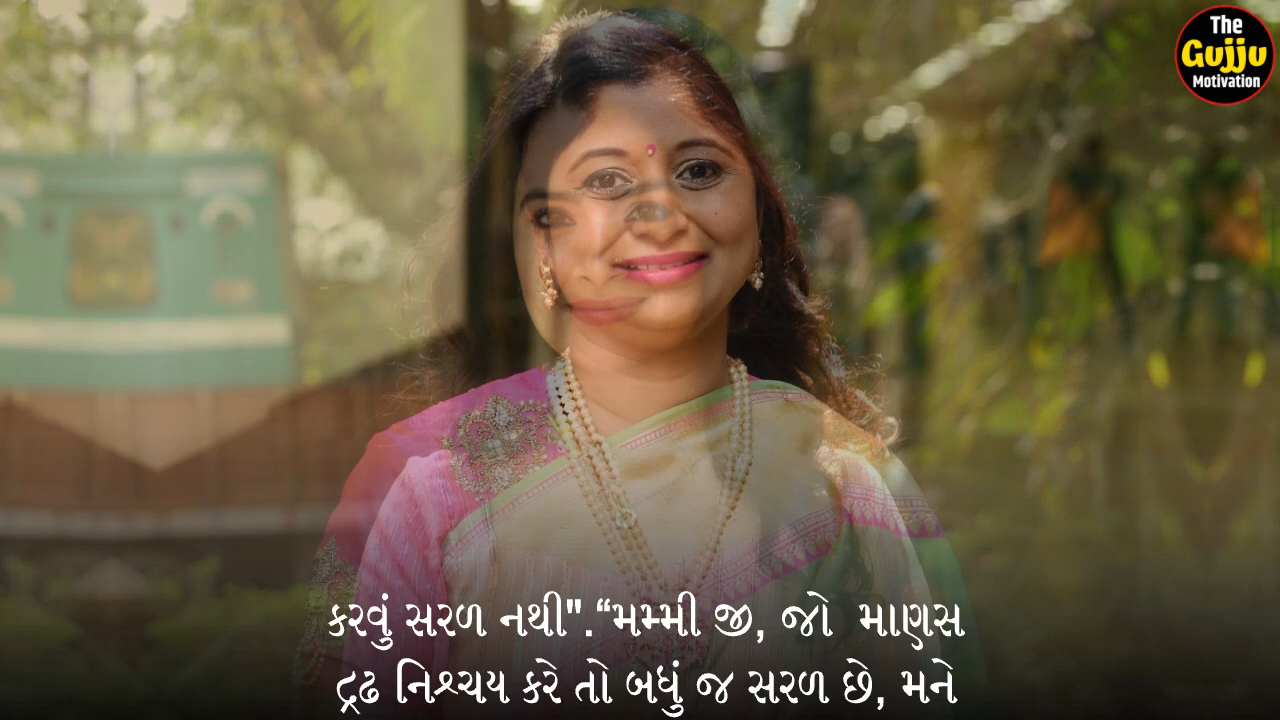 The
Gujju
Motivation
કરવું સરળ નથી".“મમ્મી જી, જો માણસ
દ્રઢ નિશ્ચય કરે તો બધું જ સરળ છે, મને